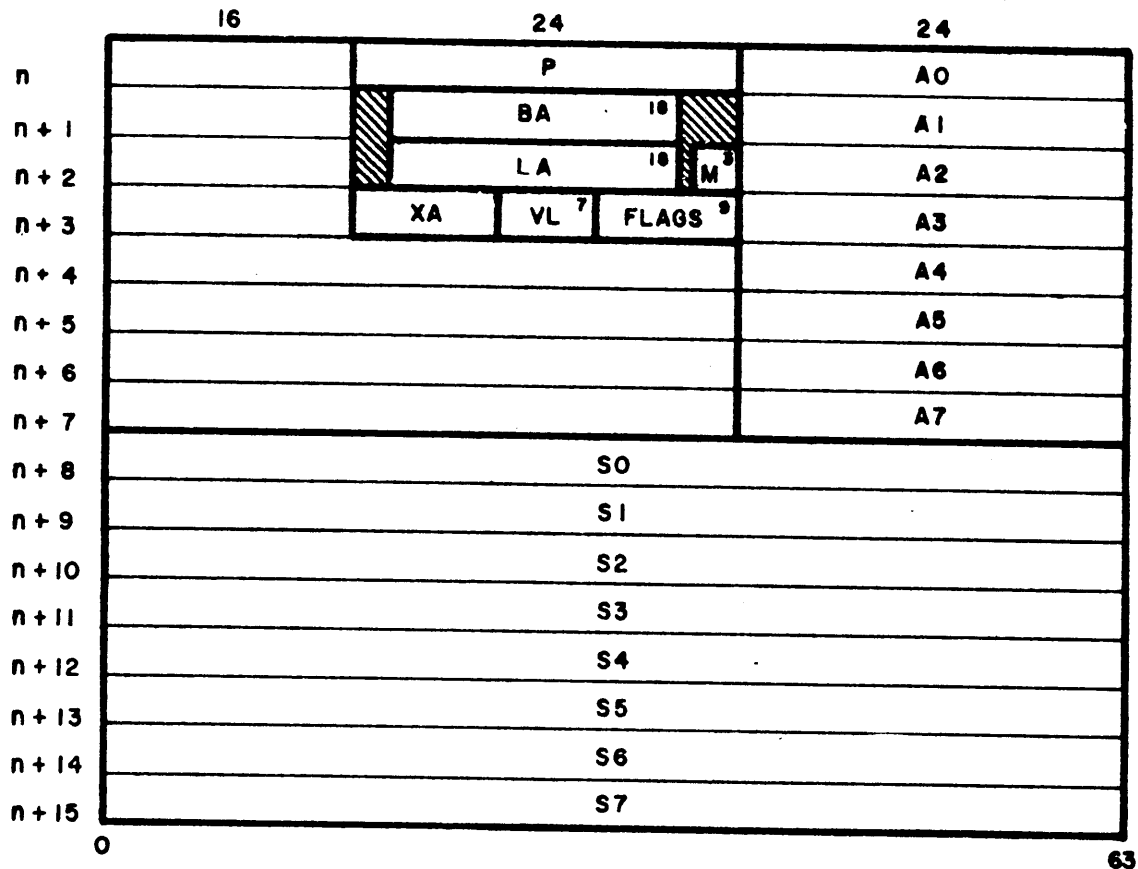 16 24 24
n P A0
n + 1 BA 18 A1
n + 2 LA 18 M 3 A2
n + 3 XA VL 7 FLAGS 9 A3
n + 4 A4
n + 5 A5
n + 6 A6
n + 7 A7
n + 8 S0
n + 9 S1
n + 10 S2
n + 11 S3
n + 12 S4
n + 13 S5
n + 14 S6
n + 15 S7
0 63